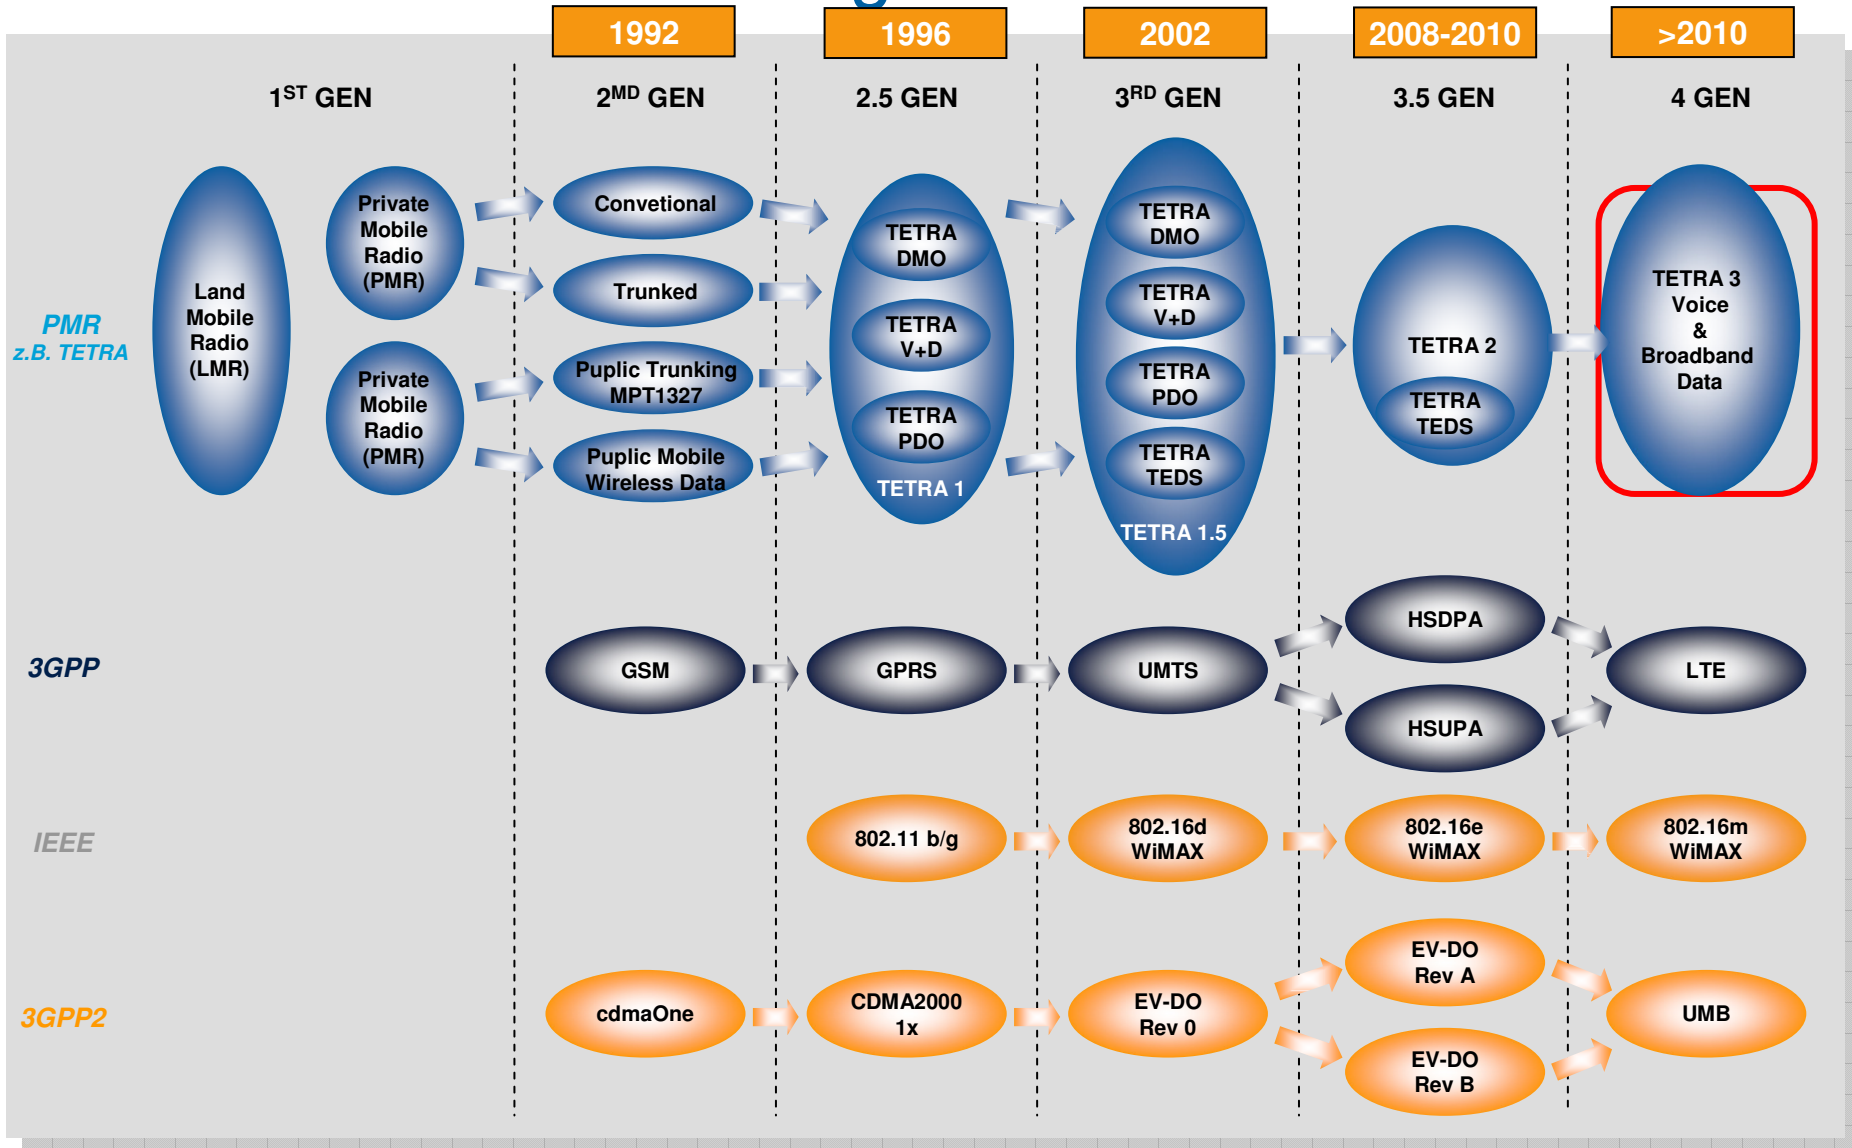 1992
1996
2002
2008-2010
>2010
1ST GEN
2MD GEN
2.5 GEN
3RD GEN
3.5 GEN
4 GEN
PMR
z.B. TETRA
Land
Mobile
Radio
(LMR)
Private
Mobile
Radio
(PMR)
Private
Mobile
Radio
(PMR)
Convetional
Trunked
Puplic Trunking
MPT1327
Puplic Mobile
Wireless Data
TETRA
DMO
TETRA
V+D
TETRA
PDO
TETRA 1
TETRA
DMO
TETRA
V+D
TETRA
PDO
TETRA
TEDS
TETRA 1.5
TETRA 2
TETRA
TEDS
TETRA 3
Voice
&
Broadband
Data
3GPP
GSM
GPRS
UMTS
HSDPA
HSUPA
LTE
IEEE
802.11 b/g
802.16d
WiMAX
802.16e
WiMAX
802.16m
WiMAX
3GPP2
cdmaOne
CDMA2000
1x
EV-DO
Rev 0
EV-DO
Rev A
EV-DO
Rev B
UMB